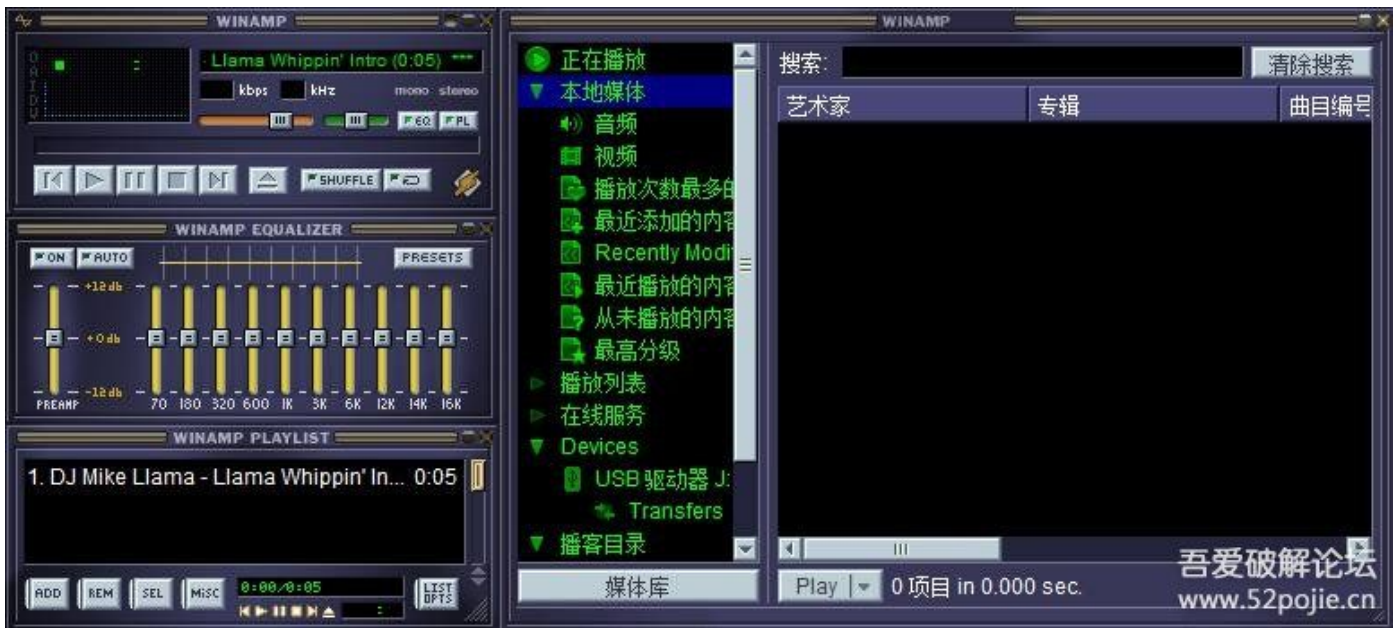 WINAMP
O
A
I
D
V
Llama Whippin' Intro (0:05) ***
kbps kHz mono stereo
EQ PL
SHUFFLE
WINAMP EQUALIZER
ON AUTO PRESETS
+12db
+0db
-12db
PREAMP 70 180 320 600 1K 3K 6K 12K 14K 16K
WINAMP PLAYLIST
1. DJ Mike Llama - Llama Whippin' In... 0:05
ADD REM SEL MISC 0:00/0:05 LIST OPTS
WINAMP
正在播放
本地媒体
音频
视频
播放次数最多的
最近添加的内容
Recently Modi
最近播放的内容
从未播放的内容
最高分级
播放列表
在线服务
Devices
USB 驱动器 J:
Transfers
播客目录
媒体库
搜索: 清除搜索
艺术家 专辑 曲目编号
Play 0 项目 in 0.000 sec.
吾爱破解论坛
www.52pojie.cn